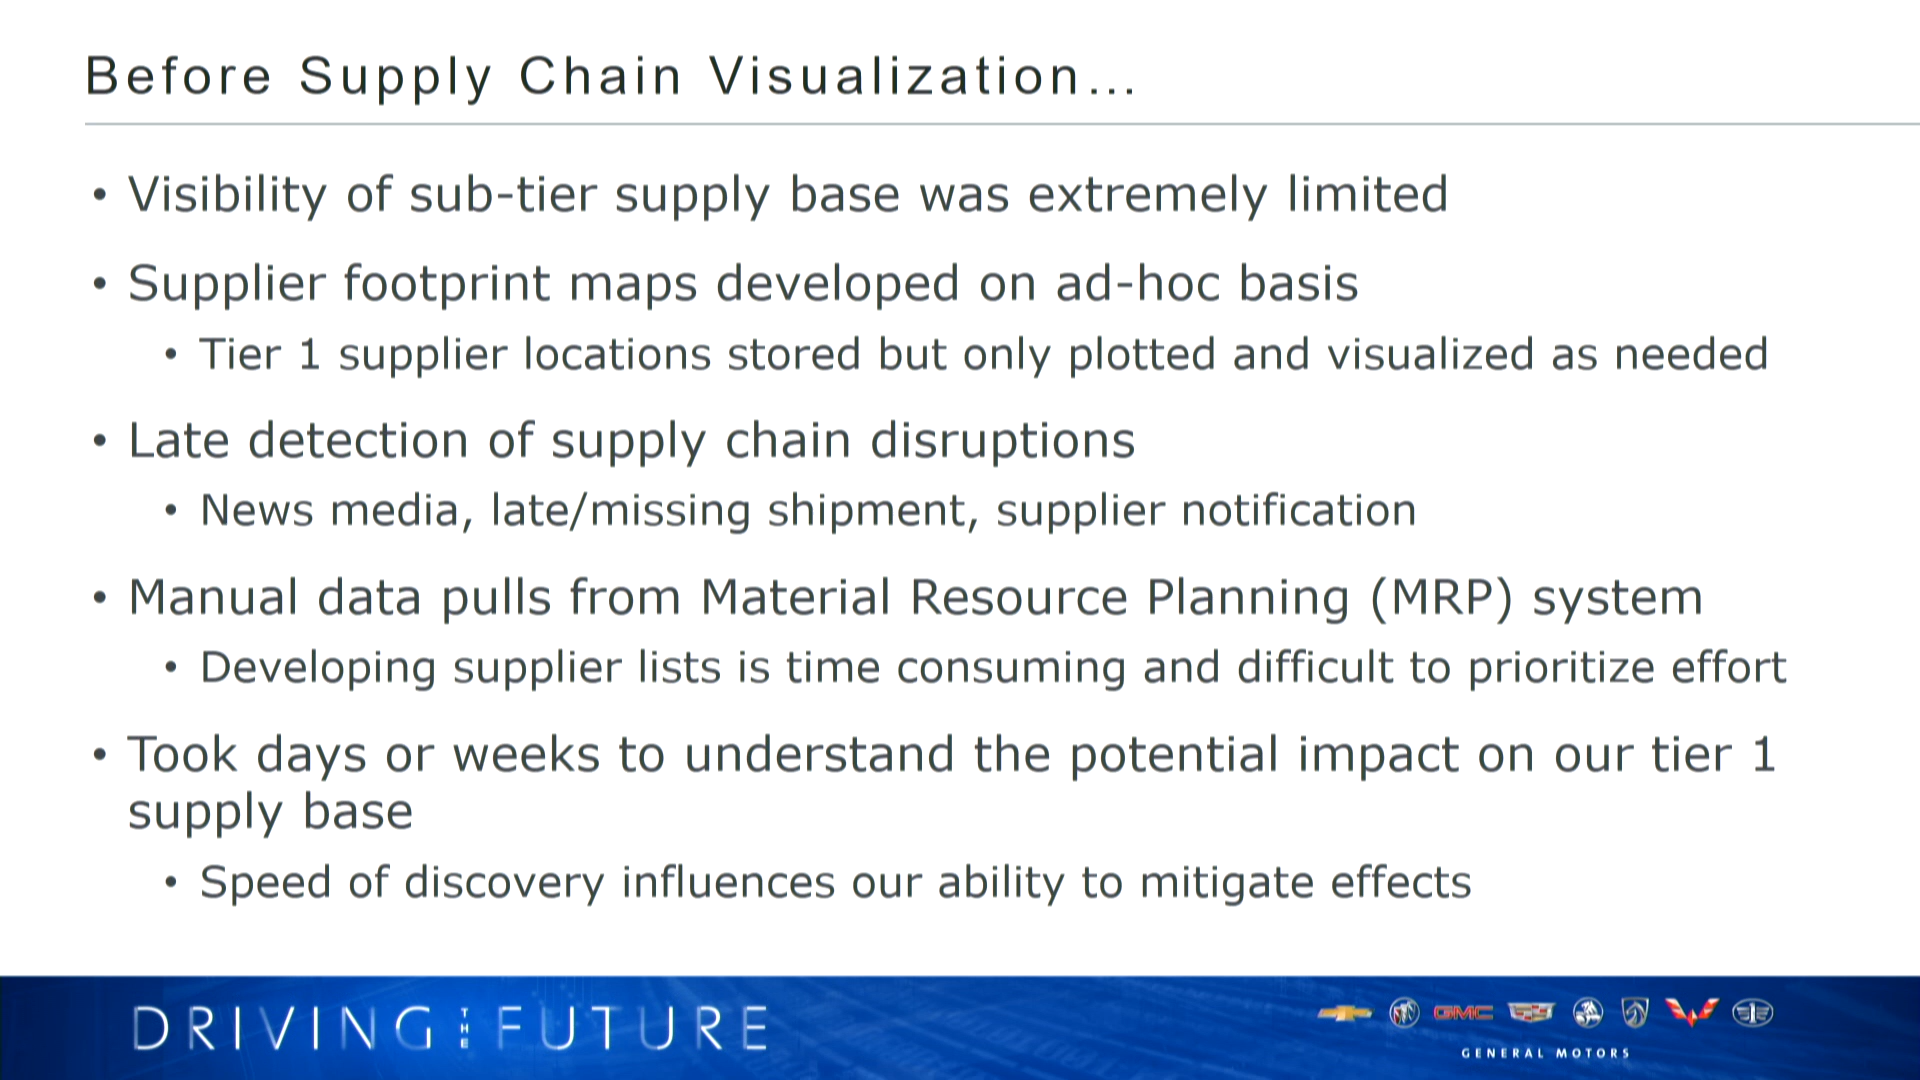 Before Supply Chain Visualization...
• Visibility of sub-tier supply base was extremely limited
• Supplier footprint maps developed on ad-hoc basis
• Tier 1 supplier locations stored but only plotted and visualized as needed
• Late detection of supply chain disruptions
• News media, late/missing shipment, supplier notification
• Manual data pulls from Material Resource Planning (MRP) system
• Developing supplier lists is time consuming and difficult to prioritize effort
• Took days or weeks to understand the potential impact on our tier 1
supply base
• Speed of discovery influences our ability to mitigate effects
DRIVING THE FUTURE
GMC
GENERAL MOTORS